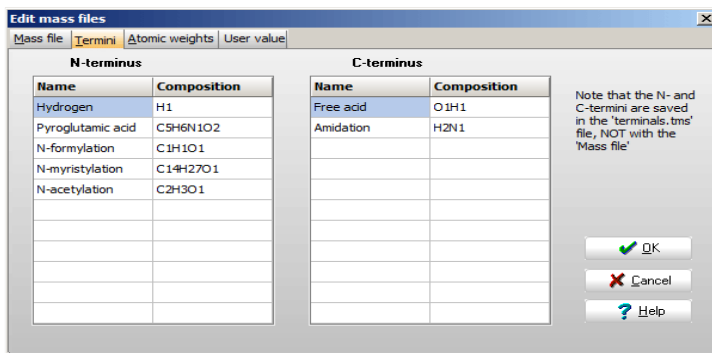 Edit mass files
Mass file Termini Atomic weights User value
N-terminus
Name Composition
Hydrogen H1
Pyroglutamic acid C5H6N1O2
N-formylation C1H1O1
N-myristylation C14H27O1
N-acetylation C2H3O1
C-terminus
Name Composition
Free acid O1H1
Amidation H2N1
Note that the N- and
C-termini are saved
in the 'terminals.tms'
file, NOT with the
'Mass file'
OK
Cancel
Help